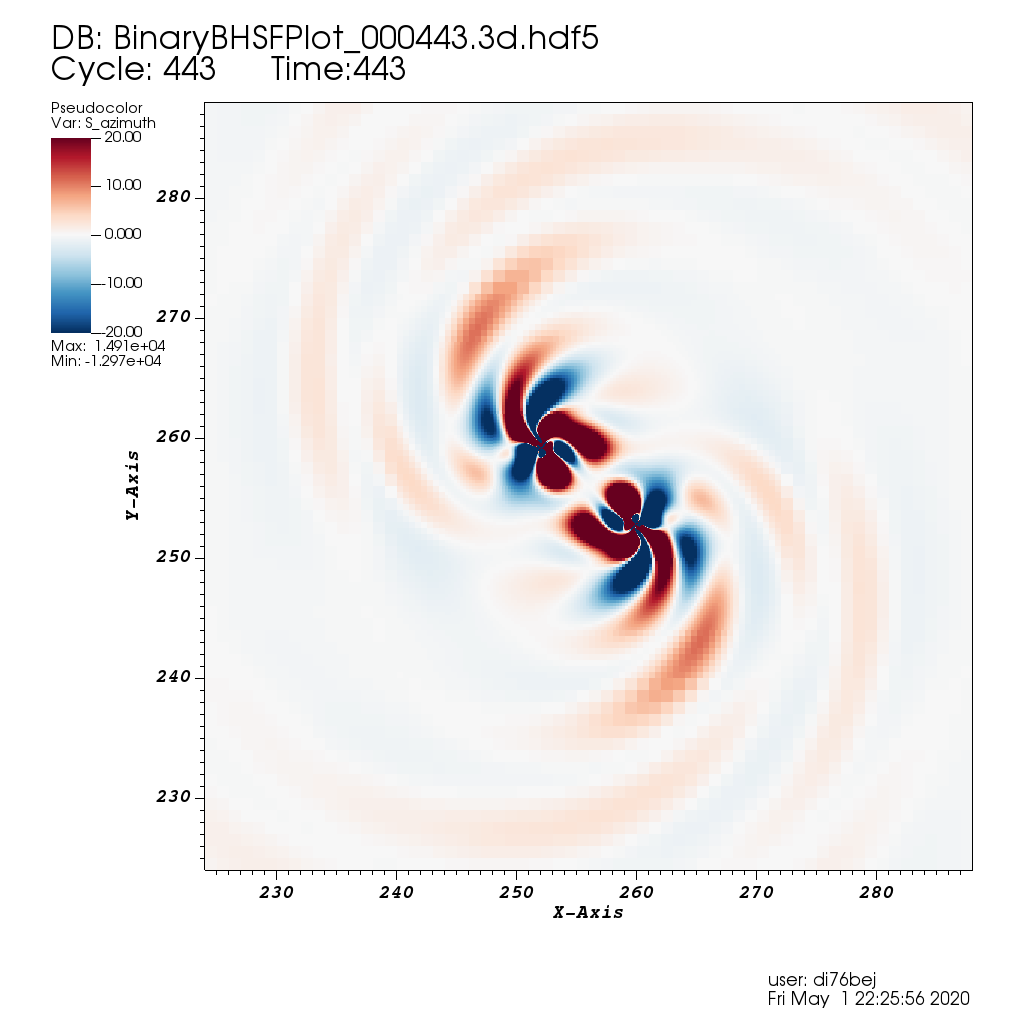 DB: BinaryBHSFPlot_000443.3d.hdf5
Cycle: 443 Time:443
Pseudocolor
Var: S_azimuth
20.00
10.00
0.000
-10.00
-20.00
Max: 1.491e+04
Min: -1.297e+04
280
270
260
250
240
230
Y-Axis
230 240 250 260 270 280
X-Axis
user: di76bej
Fri May 1 22:25:56 2020